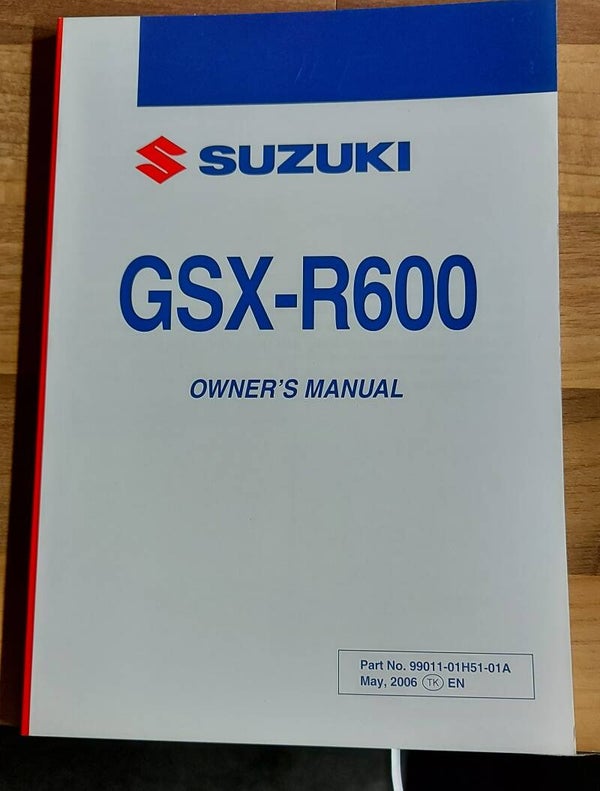 SUZUKI
GSX-R600
OWNER'S MANUAL
Part No. 99011-01H51-01A
May, 2006 TK EN